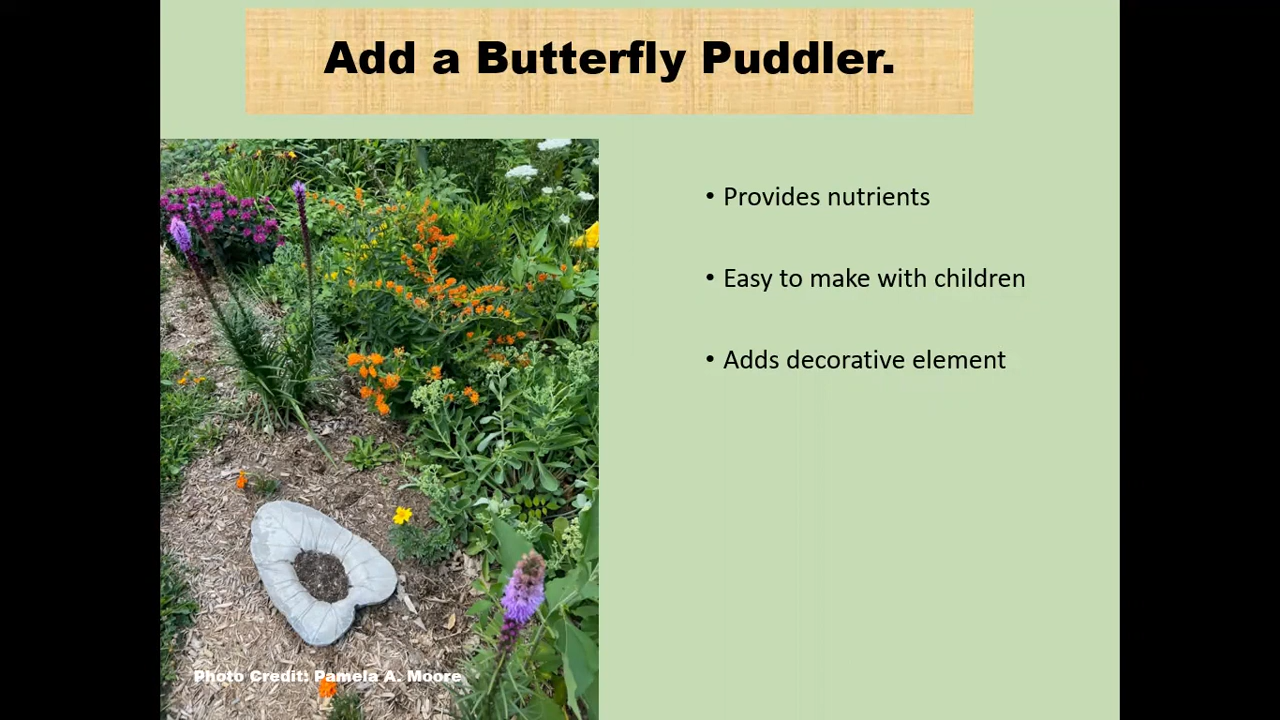 Add a Butterfly Puddler.
• Provides nutrients
• Easy to make with children
• Adds decorative element
Photo Credit: Pamela A. Moore